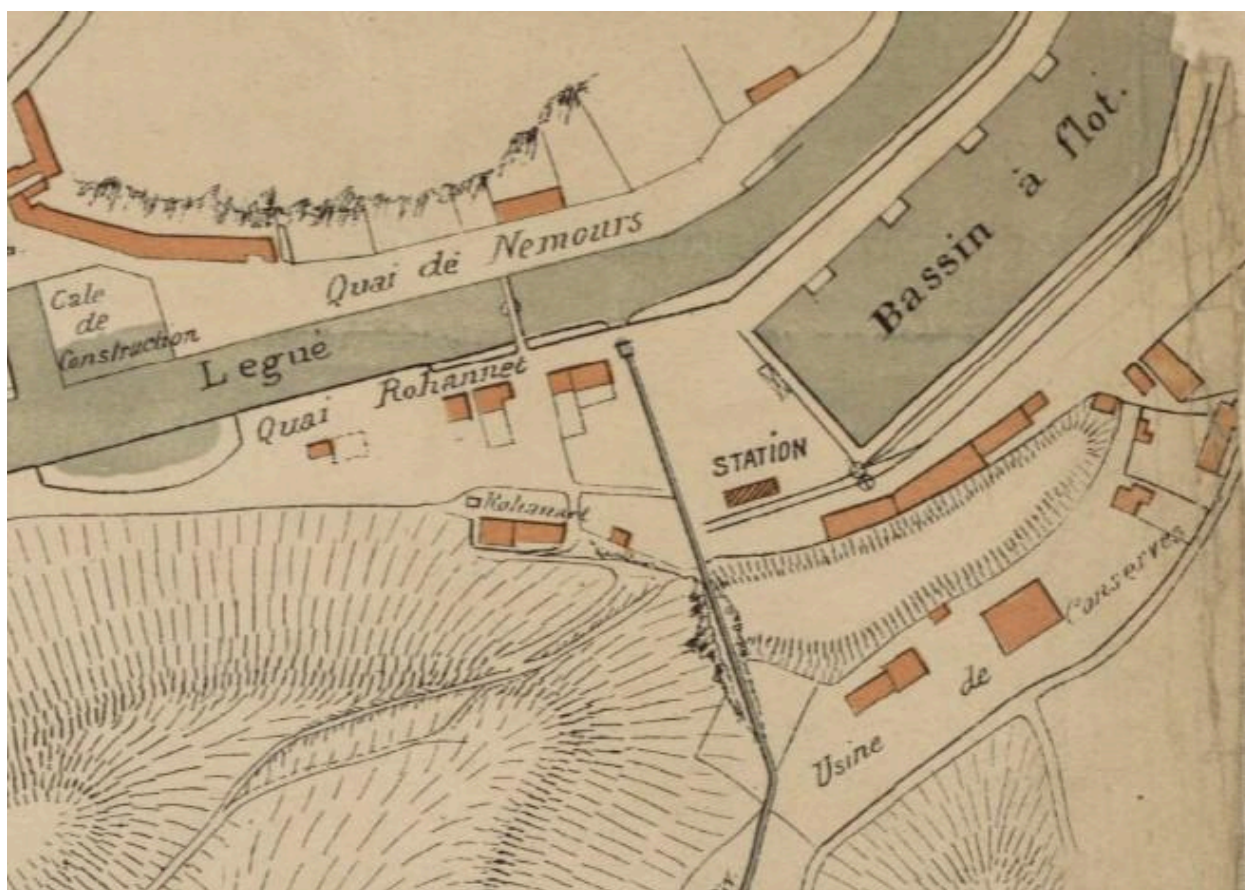 Bassin à flot.
Quai de Nemours
Cale
de
Construction
Legué
Quai Rohannet
STATION
Rohannet
Usine de Conserves